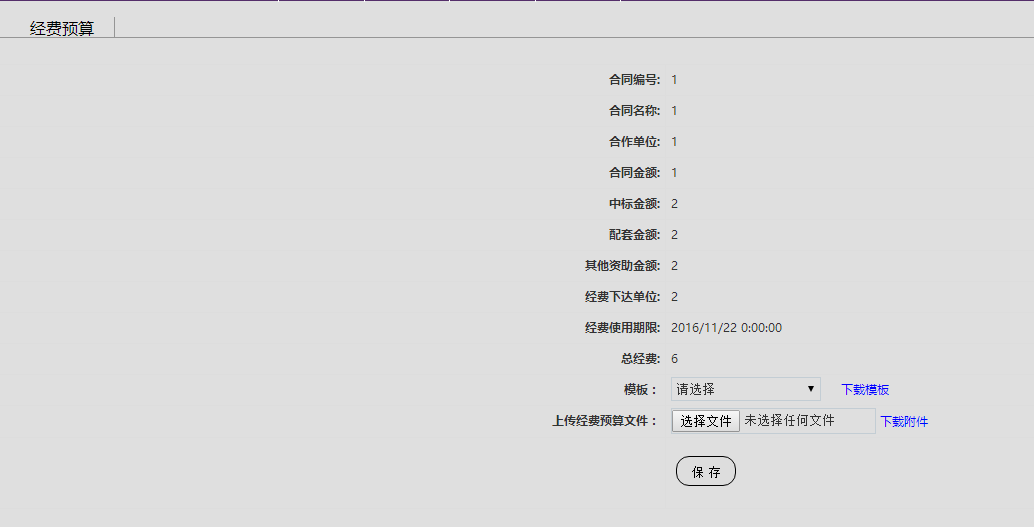 经费预算
合同编号: 1
合同名称: 1
合作单位: 1
合同金额: 1
中标金额: 2
配套金额: 2
其他资助金额: 2
经费下达单位: 2
经费使用期限: 2016/11/22 0:00:00
总经费: 6
模板： 请选择 下载模板
上传经费预算文件： 选择文件 未选择任何文件 下载附件
保 存